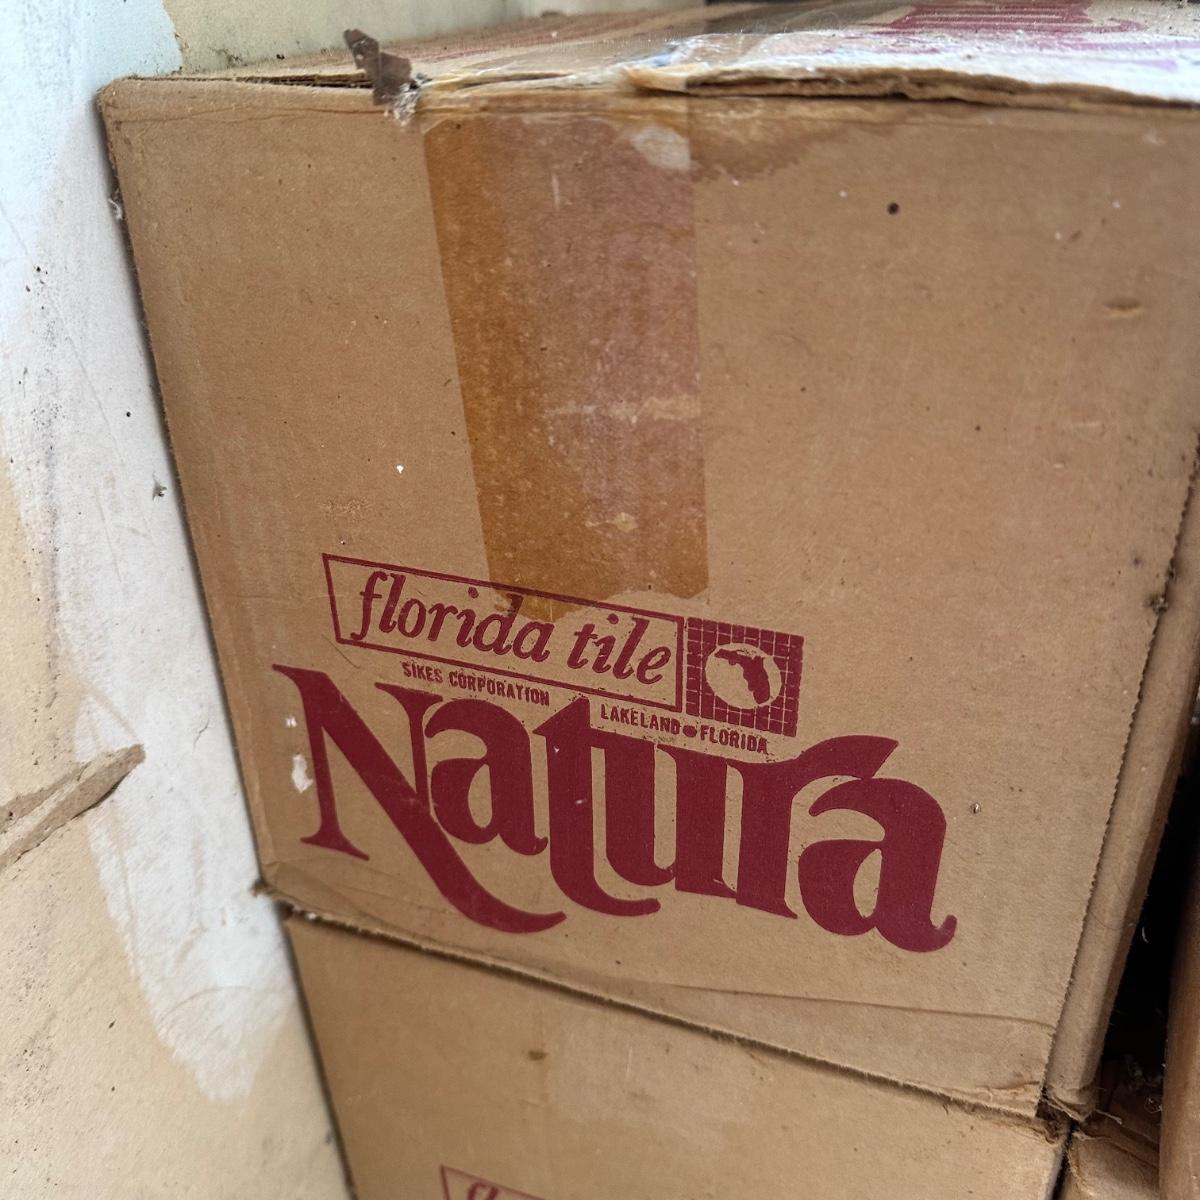 florida tile
SIKES CORPORATION LAKELAND • FLORIDA
Natura